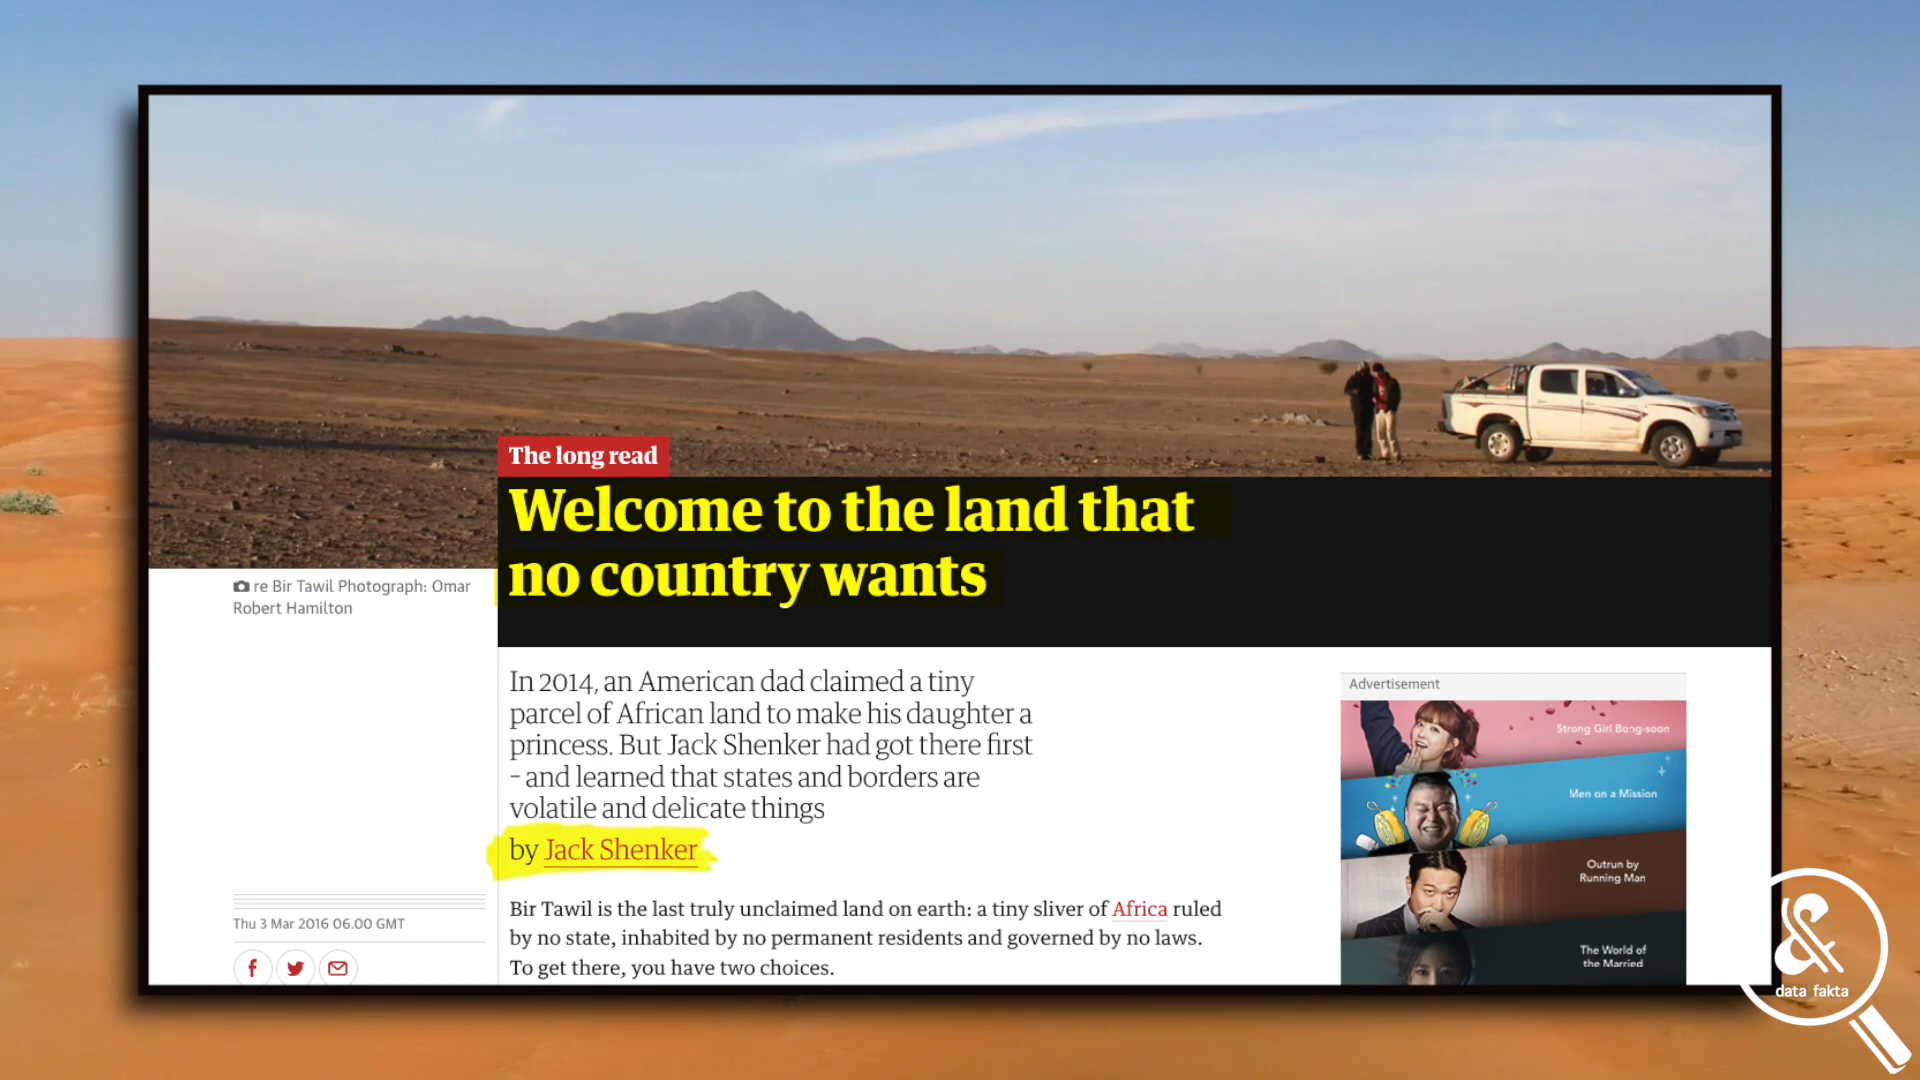 The long read
Welcome to the land that
no country wants
re Bir Tawil Photograph: Omar
Robert Hamilton
In 2014, an American dad claimed a tiny
parcel of African land to make his daughter a
princess. But Jack Shenker had got there first
– and learned that states and borders are
volatile and delicate things
by Jack Shenker
Thu 3 Mar 2016 06.00 GMT
Bir Tawil is the last truly unclaimed land on earth: a tiny sliver of Africa ruled
by no state, inhabited by no permanent residents and governed by no laws.
To get there, you have two choices.
Advertisement
Strong Girl Bong-soon
Men on a Mission
Outrun by
Running Man
The World of
the Married
&
data fakta